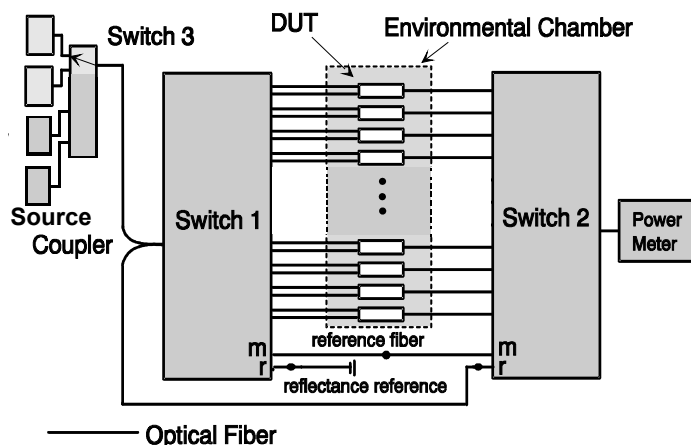 Switch 3
DUT
Environmental Chamber
Source
Coupler
Switch 1
Switch 2
Power
Meter
m
r
reference fiber
reflectance reference
m
r
Optical Fiber